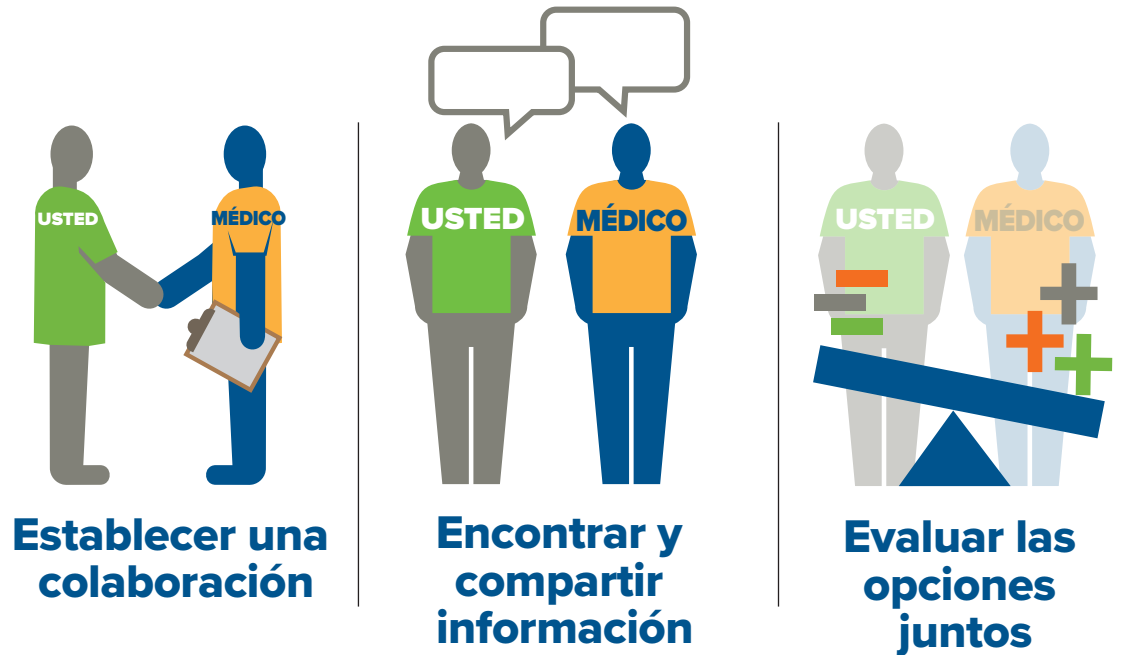 USTED
MÉDICO
Establecer una
colaboración
USTED
MÉDICO
Encontrar y
compartir
información
USTED
MÉDICO
Evaluar las
opciones
juntos